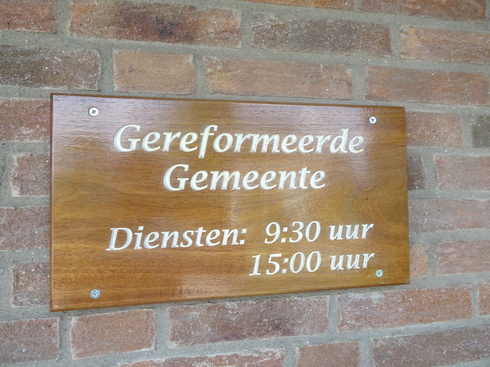 Gereformeerde
Gemeente
Diensten: 9:30 uur
15:00 uur